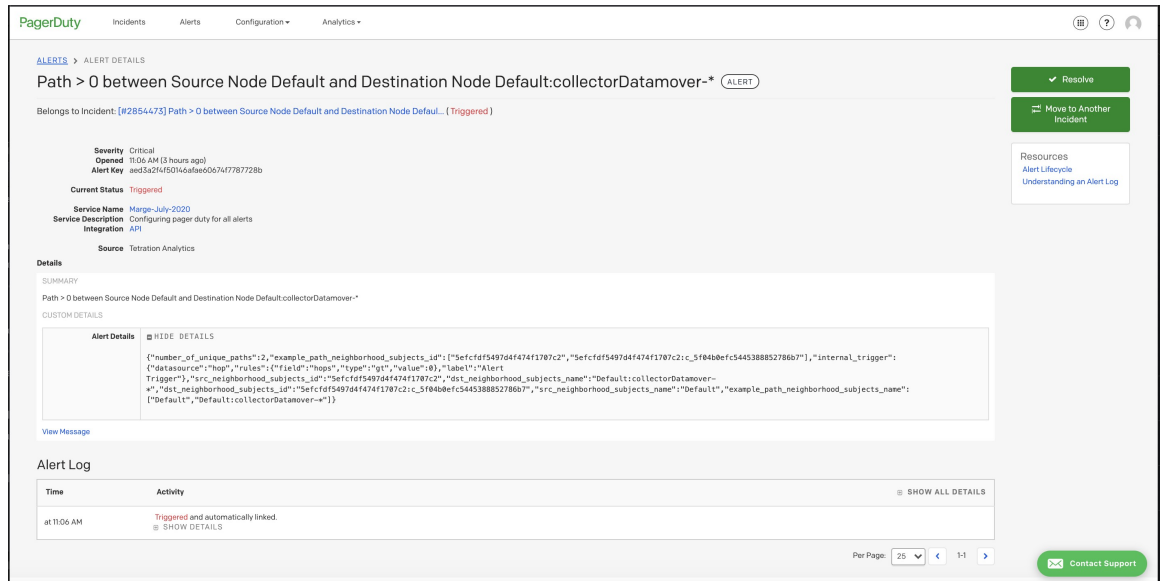 PagerDuty Incidents Alerts Configuration Analytics ?
ALERTS > ALERT DETAILS
Path > 0 between Source Node Default and Destination Node Default:collectorDatamover-* ALERT
Belongs to Incident: [#2854473] Path > 0 between Source Node Default and Destination Node Defaul... ( Triggered )
Severity Critical
Opened 11:06 AM (3 hours ago)
Alert Key aed3a2f4f50146afae60674f7787728b
Current Status Triggered
Service Name Marge-July-2020
Service Description Configuring pager duty for all alerts
Integration API
Source Tetration Analytics
Resolve
Move to Another
Incident
Resources
Alert Lifecycle
Understanding an Alert Log
Details
SUMMARY
Path > 0 between Source Node Default and Destination Node Default:collectorDatamover-*
CUSTOM DETAILS
Alert Details HIDE DETAILS
{"number_of_unique_paths":2,"example_path_neighborhood_subjects_id":["5efcfdf5497d4f474f1707c2","5efcfdf5497d4f474f1707c2:c_5f04b0efc5445388852786b7"],"internal_trigger":
{"datasource":"hop","rules":{"field":"hops","type":"gt","value":0},"label":"Alert
Trigger"},"src_neighborhood_subjects_id":"5efcfdf5497d4f474f1707c2","dst_neighborhood_subjects_name":"Default:collectorDatamover-
*","dst_neighborhood_subjects_id":"5efcfdf5497d4f474f1707c2:c_5f04b0efc5445388852786b7","src_neighborhood_subjects_name":"Default","example_path_neighborhood_subjects_name":
["Default","Default:collectorDatamover-*"]}
View Message
Alert Log
Time Activity SHOW ALL DETAILS
at 11:06 AM Triggered and automatically linked.
SHOW DETAILS
Per Page: 25 < 1-1 >
Contact Support